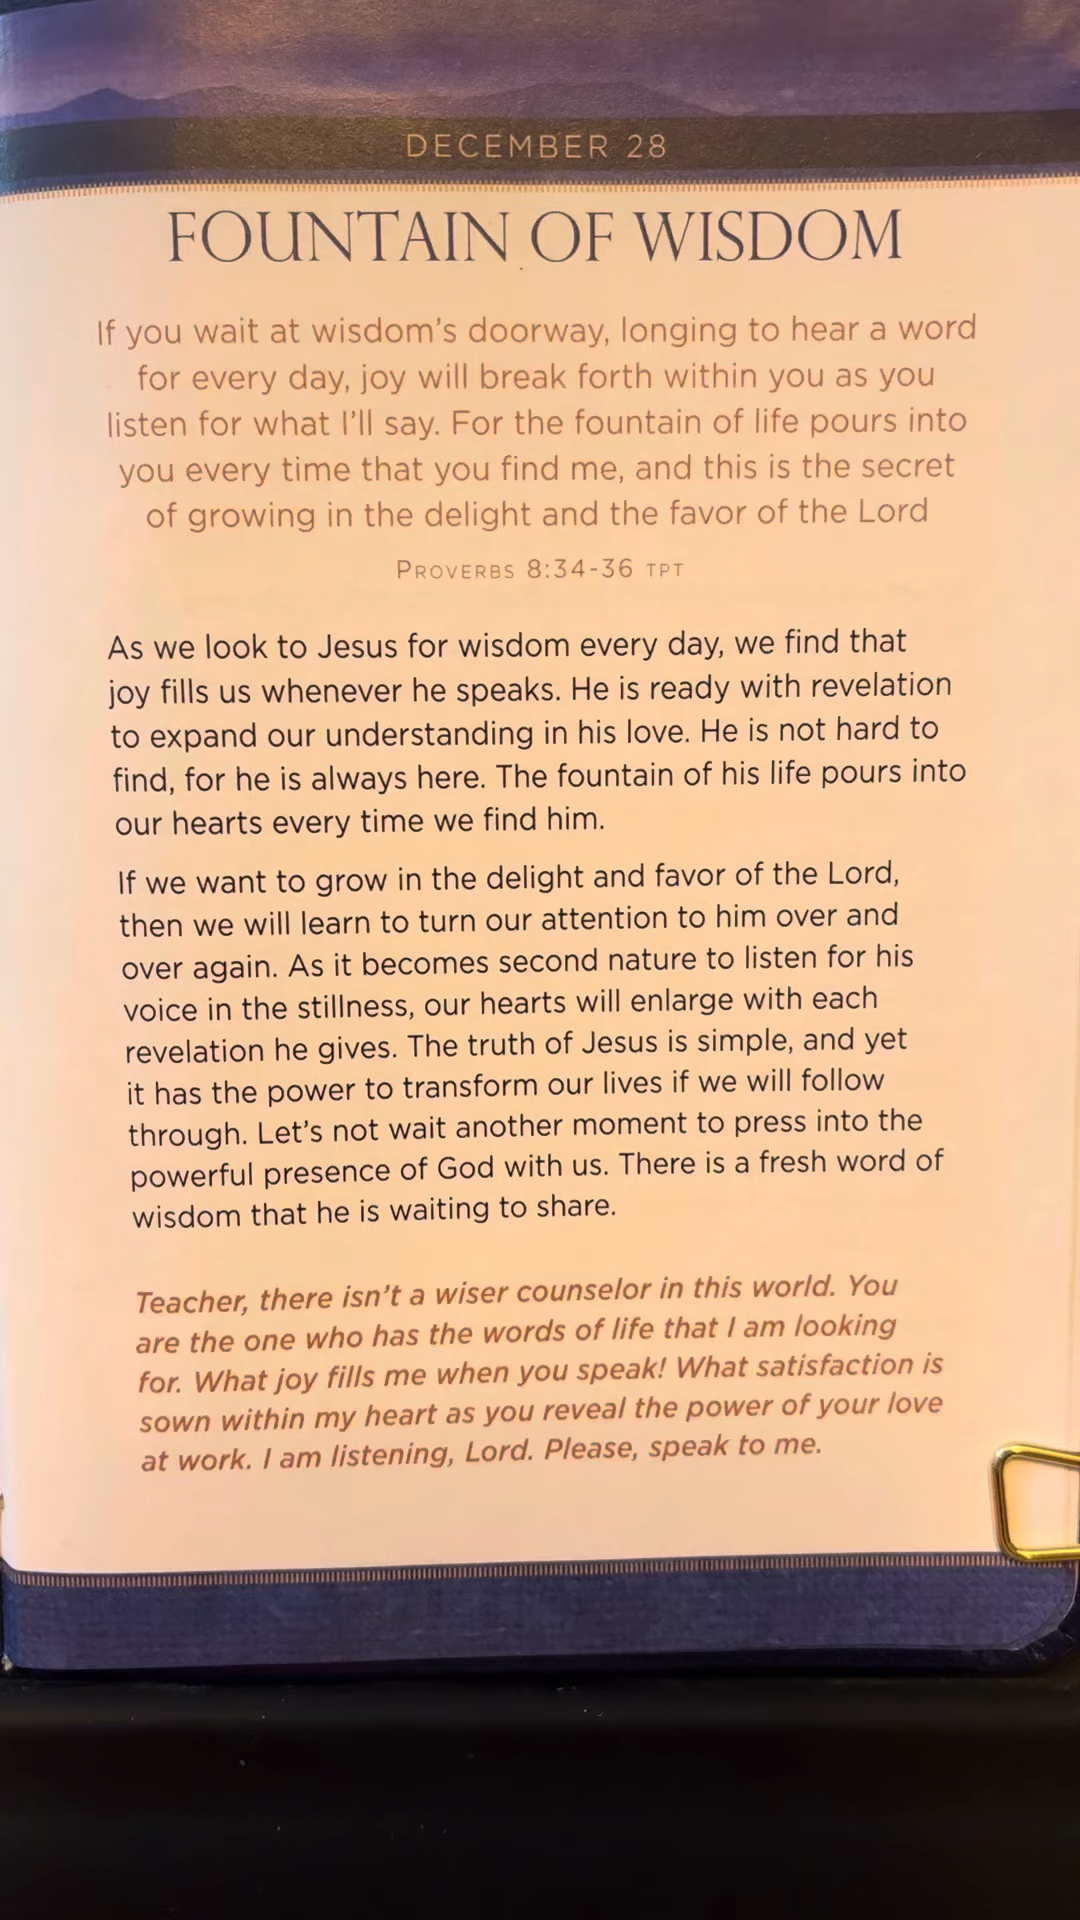 DECEMBER 28
FOUNTAIN OF WISDOM
If you wait at wisdom's doorway, longing to hear a word
for every day, joy will break forth within you as you
listen for what I'll say. For the fountain of life pours into
you every time that you find me, and this is the secret
of growing in the delight and the favor of the Lord
PROVERBS 8:34-36 TPT
As we look to Jesus for wisdom every day, we find that
joy fills us whenever he speaks. He is ready with revelation
to expand our understanding in his love. He is not hard to
find, for he is always here. The fountain of his life pours into
our hearts every time we find him.
If we want to grow in the delight and favor of the Lord,
then we will learn to turn our attention to him over and
over again. As it becomes second nature to listen for his
voice in the stillness, our hearts will enlarge with each
revelation he gives. The truth of Jesus is simple, and yet
it has the power to transform our lives if we will follow
through. Let's not wait another moment to press into the
powerful presence of God with us. There is a fresh word of
wisdom that he is waiting to share.
Teacher, there isn't a wiser counselor in this world. You
are the one who has the words of life that I am looking
for. What joy fills me when you speak! What satisfaction is
sown within my heart as you reveal the power of your love
at work. I am listening, Lord. Please, speak to me.